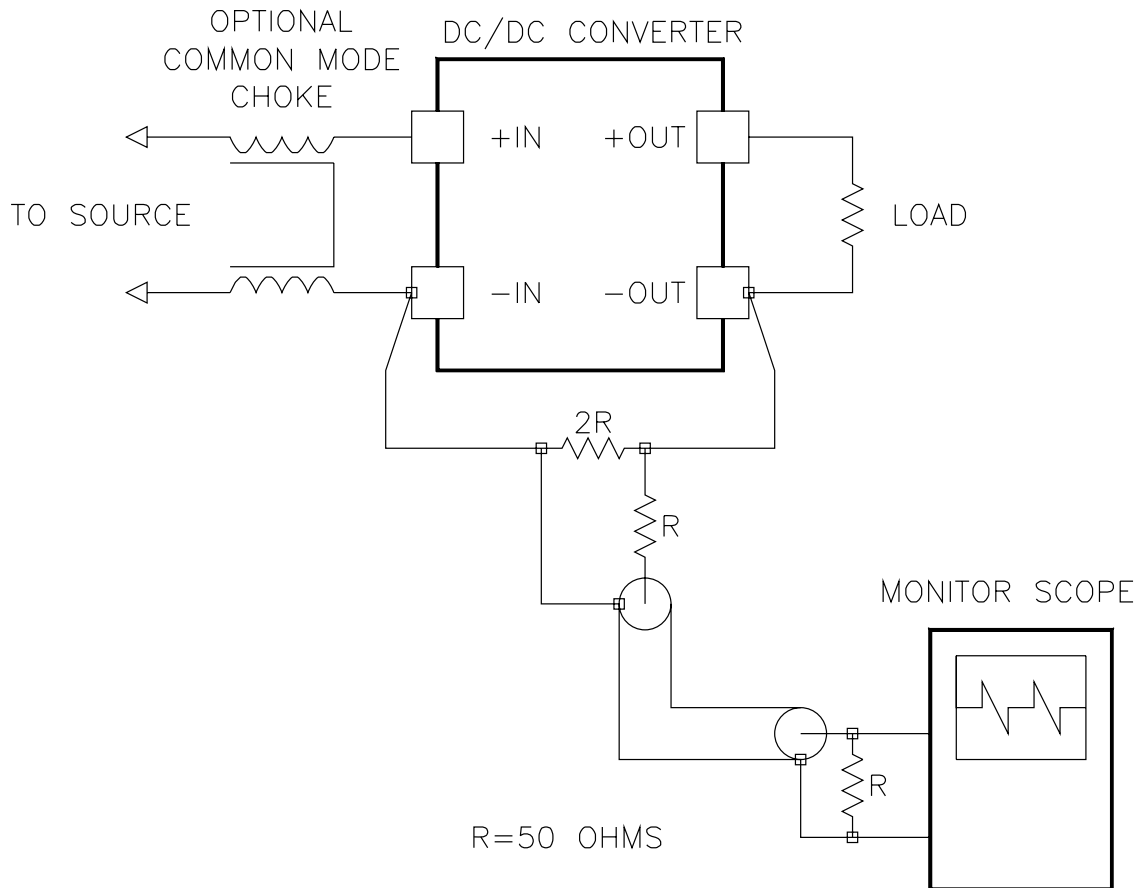 OPTIONAL
COMMON MODE
CHOKE
DC/DC CONVERTER
+IN
+OUT
TO SOURCE
LOAD
-IN
-OUT
2R
R
MONITOR SCOPE
R
R=50 OHMS